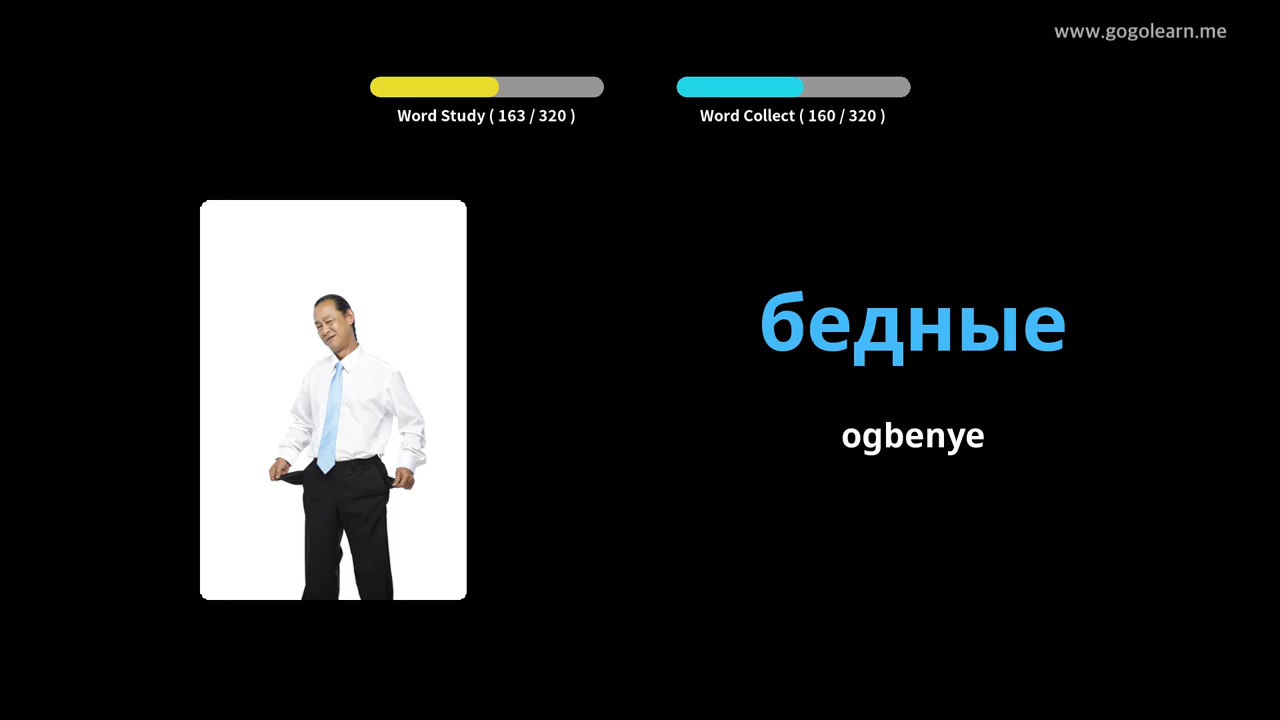 www.gogolearn.me
Word Study ( 163 / 320 )
Word Collect ( 160 / 320 )
бедные
ogbenye